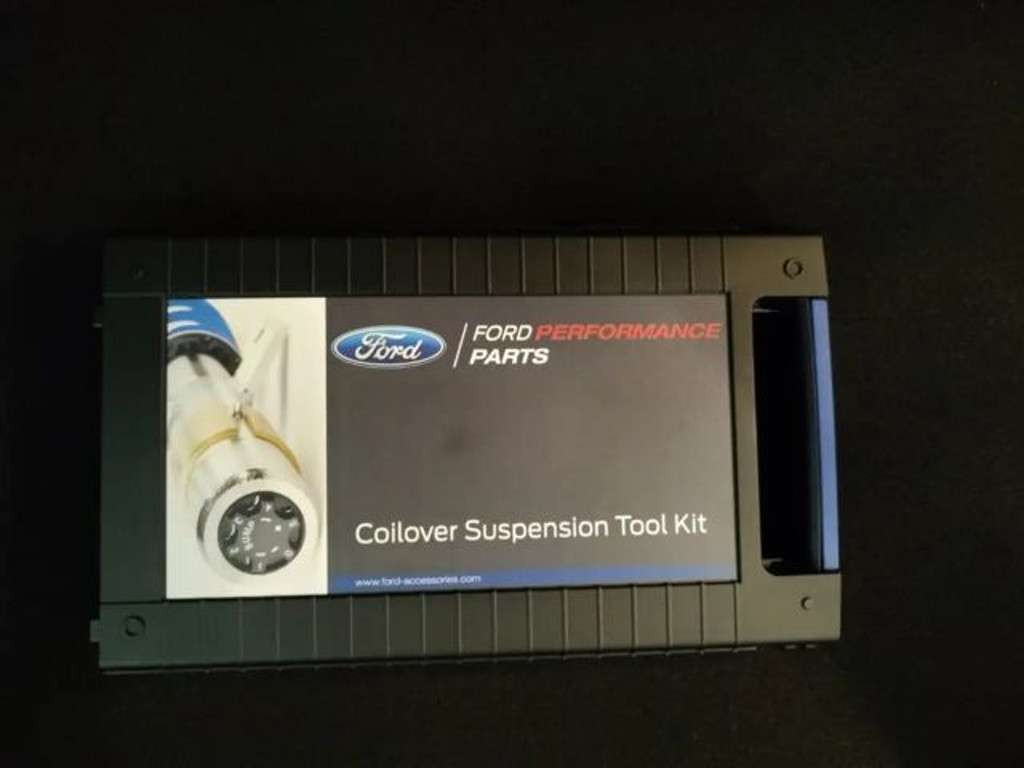 Ford
FORD PERFORMANCE
PARTS
Coilover Suspension Tool Kit
www.ford-accessories.com